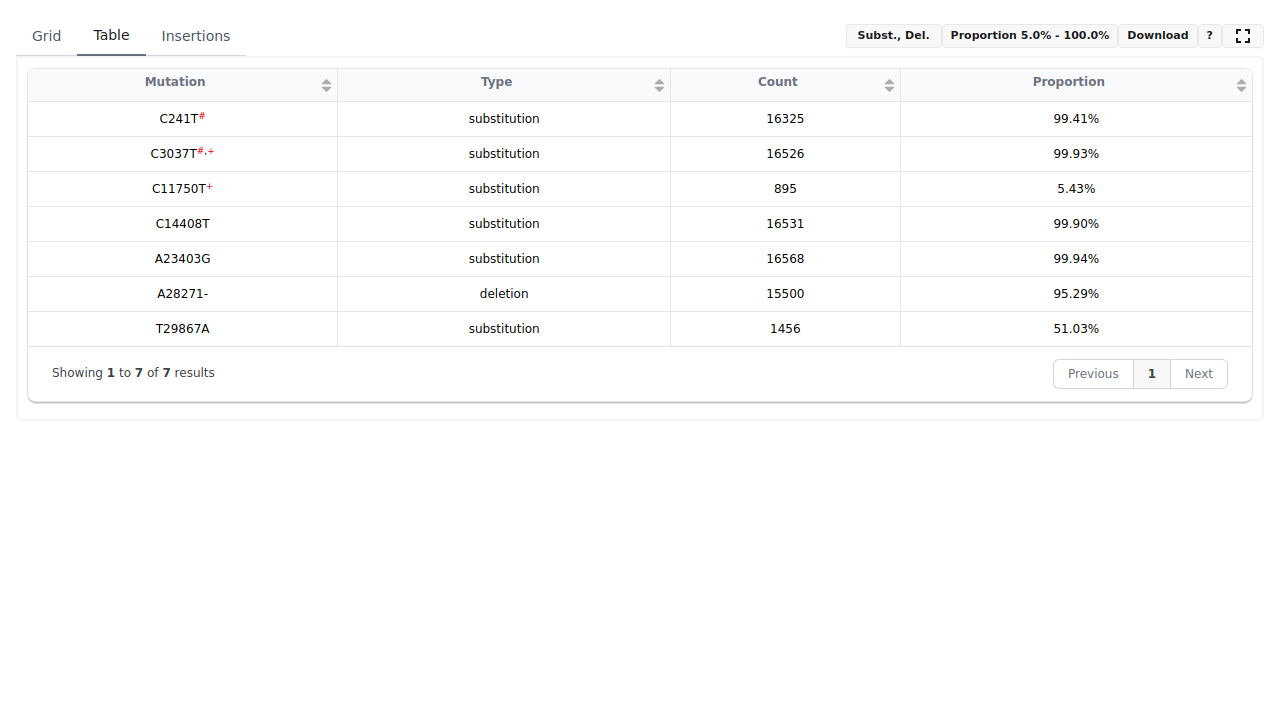 Grid Table Insertions Subst., Del. Proportion 5.0% - 100.0% Download ?
Mutation Type Count Proportion
C241T# substitution 16325 99.41%
C3037T#,+ substitution 16526 99.93%
C11750T+ substitution 895 5.43%
C14408T substitution 16531 99.90%
A23403G substitution 16568 99.94%
A28271- deletion 15500 95.29%
T29867A substitution 1456 51.03%
Showing 1 to 7 of 7 results Previous 1 Next